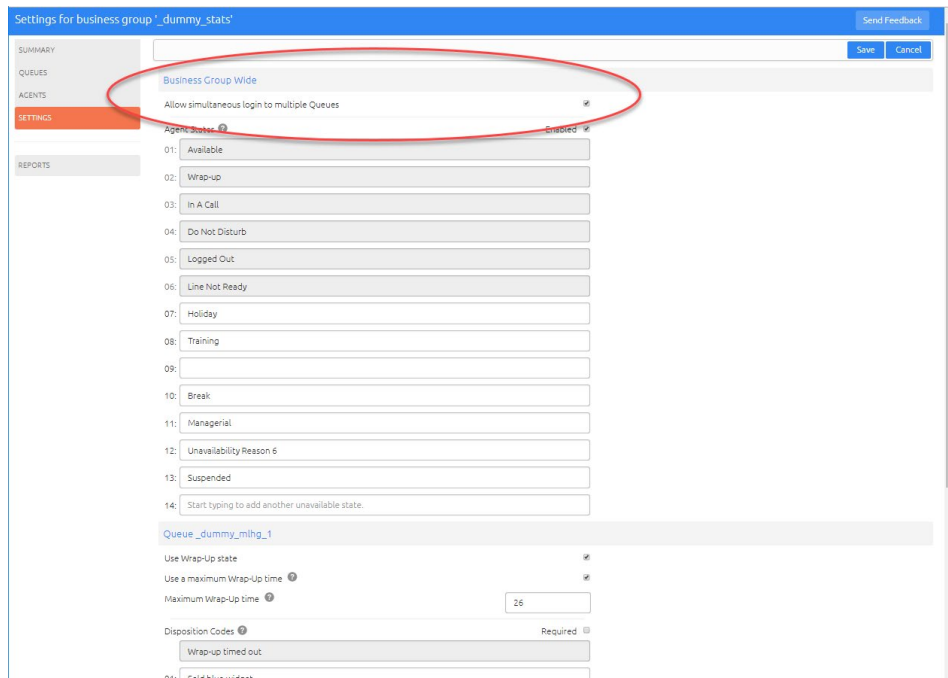 Settings for business group '_dummy_stats'
Send Feedback
SUMMARY
QUEUES
AGENTS
SETTINGS
REPORTS
Save Cancel
Business Group Wide
Allow simultaneous login to multiple Queues
Agent States Enabled
01: Available
02: Wrap-up
03: In A Call
04: Do Not Disturb
05: Logged Out
06: Line Not Ready
07: Holiday
08: Training
09:
10: Break
11: Managerial
12: Unavailability Reason 6
13: Suspended
14: Start typing to add another unavailable state.
Queue _dummy_mlhg_1
Use Wrap-Up state
Use a maximum Wrap-Up time
Maximum Wrap-Up time 26
Disposition Codes Required
Wrap-up timed out
01: Sold blue widget